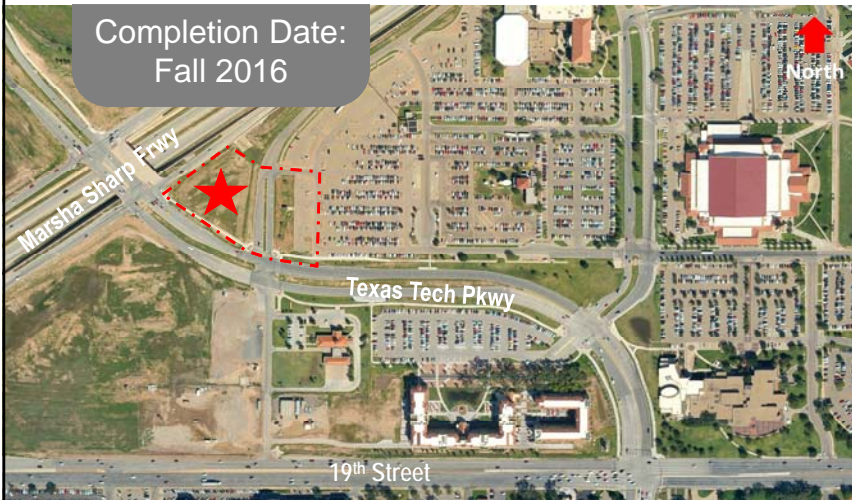 Completion Date:
Fall 2016
North
Marsha Sharp Frwy
Texas Tech Pkwy
19th Street